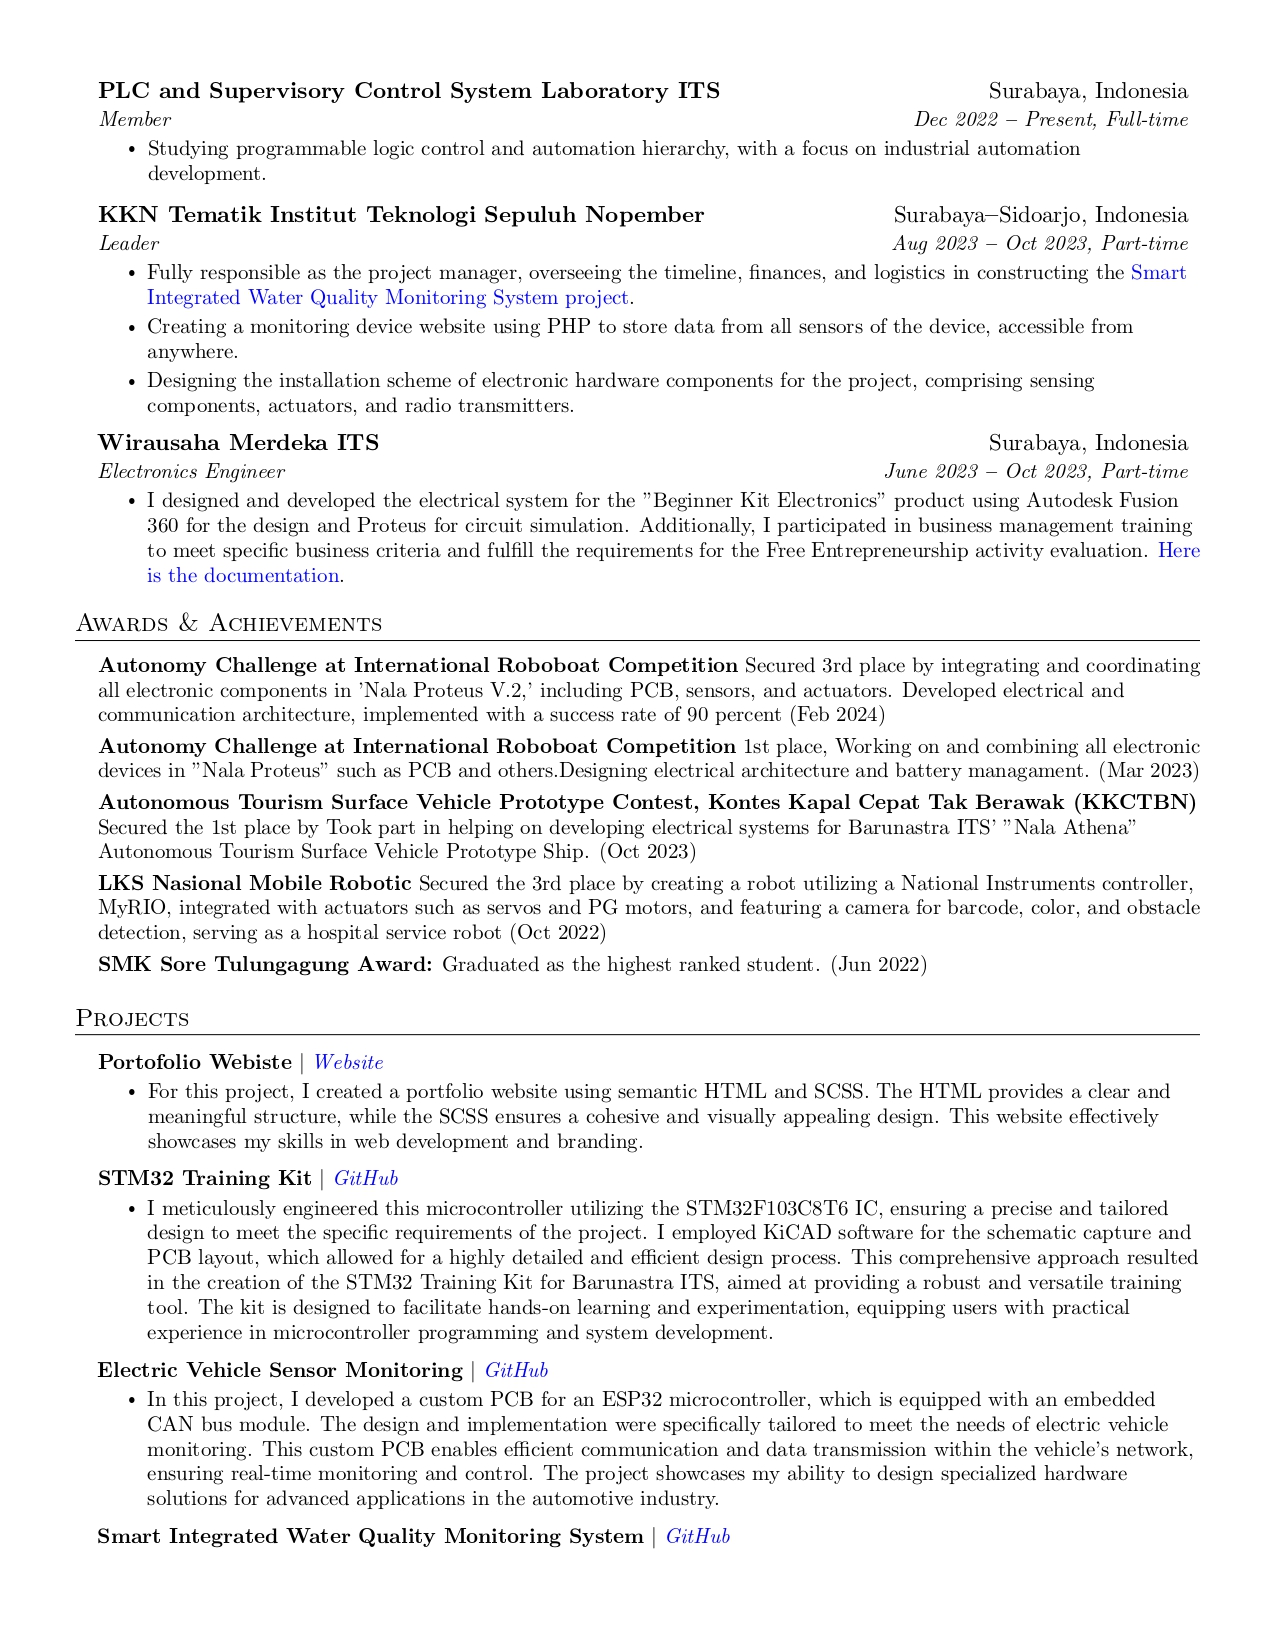 PLC and Supervisory Control System Laboratory ITS Surabaya, Indonesia
Member Dec 2022 – Present, Full-time
• Studying programmable logic control and automation hierarchy, with a focus on industrial automation
development.
KKN Tematik Institut Teknologi Sepuluh Nopember Surabaya–Sidoarjo, Indonesia
Leader Aug 2023 – Oct 2023, Part-time
• Fully responsible as the project manager, overseeing the timeline, finances, and logistics in constructing the Smart
Integrated Water Quality Monitoring System project.
• Creating a monitoring device website using PHP to store data from all sensors of the device, accessible from
anywhere.
• Designing the installation scheme of electronic hardware components for the project, comprising sensing
components, actuators, and radio transmitters.
Wirausaha Merdeka ITS Surabaya, Indonesia
Electronics Engineer June 2023 – Oct 2023, Part-time
• I designed and developed the electrical system for the ”Beginner Kit Electronics” product using Autodesk Fusion
360 for the design and Proteus for circuit simulation. Additionally, I participated in business management training
to meet specific business criteria and fulfill the requirements for the Free Entrepreneurship activity evaluation. Here
is the documentation.
Awards & Achievements
Autonomy Challenge at International Roboboat Competition Secured 3rd place by integrating and coordinating
all electronic components in ’Nala Proteus V.2,’ including PCB, sensors, and actuators. Developed electrical and
communication architecture, implemented with a success rate of 90 percent (Feb 2024)
Autonomy Challenge at International Roboboat Competition 1st place, Working on and combining all electronic
devices in ”Nala Proteus” such as PCB and others.Designing electrical architecture and battery managament. (Mar 2023)
Autonomous Tourism Surface Vehicle Prototype Contest, Kontes Kapal Cepat Tak Berawak (KKCTBN)
Secured the 1st place by Took part in helping on developing electrical systems for Barunastra ITS’ ”Nala Athena”
Autonomous Tourism Surface Vehicle Prototype Ship. (Oct 2023)
LKS Nasional Mobile Robotic Secured the 3rd place by creating a robot utilizing a National Instruments controller,
MyRIO, integrated with actuators such as servos and PG motors, and featuring a camera for barcode, color, and obstacle
detection, serving as a hospital service robot (Oct 2022)
SMK Sore Tulungagung Award: Graduated as the highest ranked student. (Jun 2022)
Projects
Portofolio Webiste | Website
• For this project, I created a portfolio website using semantic HTML and SCSS. The HTML provides a clear and
meaningful structure, while the SCSS ensures a cohesive and visually appealing design. This website effectively
showcases my skills in web development and branding.
STM32 Training Kit | GitHub
• I meticulously engineered this microcontroller utilizing the STM32F103C8T6 IC, ensuring a precise and tailored
design to meet the specific requirements of the project. I employed KiCAD software for the schematic capture and
PCB layout, which allowed for a highly detailed and efficient design process. This comprehensive approach resulted
in the creation of the STM32 Training Kit for Barunastra ITS, aimed at providing a robust and versatile training
tool. The kit is designed to facilitate hands-on learning and experimentation, equipping users with practical
experience in microcontroller programming and system development.
Electric Vehicle Sensor Monitoring | GitHub
• In this project, I developed a custom PCB for an ESP32 microcontroller, which is equipped with an embedded
CAN bus module. The design and implementation were specifically tailored to meet the needs of electric vehicle
monitoring. This custom PCB enables efficient communication and data transmission within the vehicle’s network,
ensuring real-time monitoring and control. The project showcases my ability to design specialized hardware
solutions for advanced applications in the automotive industry.
Smart Integrated Water Quality Monitoring System | GitHub